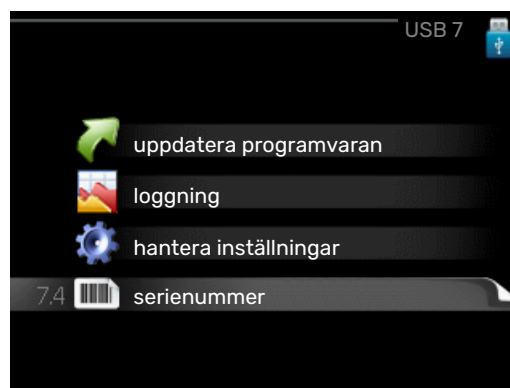 USB 7
uppdatera programvaran
loggning
hantera inställningar
7.4 serienummer